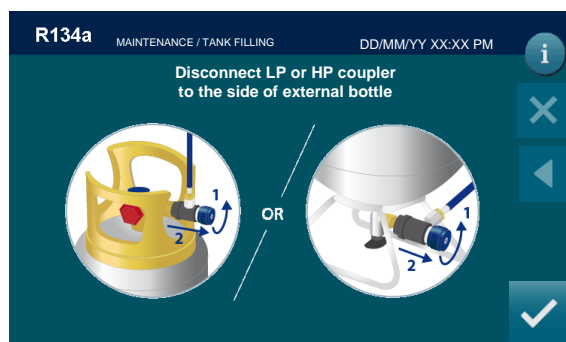 R134a MAINTENANCE / TANK FILLING DD/MM/YY XX:XX PM
i
Disconnect LP or HP coupler
to the side of external bottle
1
2
OR
1
2